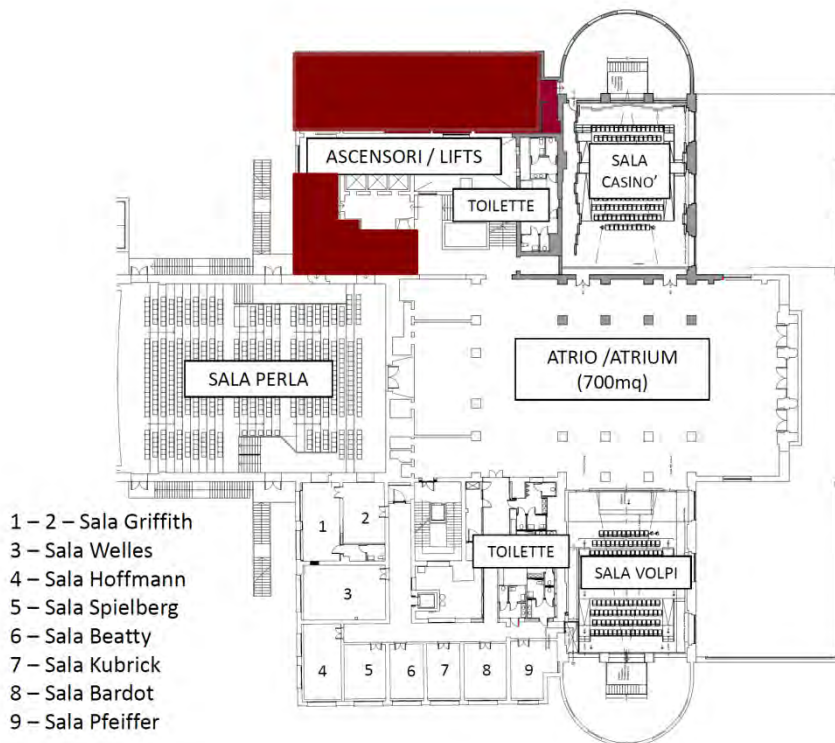 ASCENSORI / LIFTS
SALA
CASINO'
TOILETTE
SALA PERLA
ATRIO /ATRIUM
(700mq)
1
2
3
4
5
6
7
8
9
TOILETTE
SALA VOLPI
1 – 2 – Sala Griffith
3 – Sala Welles
4 – Sala Hoffmann
5 – Sala Spielberg
6 – Sala Beatty
7 – Sala Kubrick
8 – Sala Bardot
9 – Sala Pfeiffer